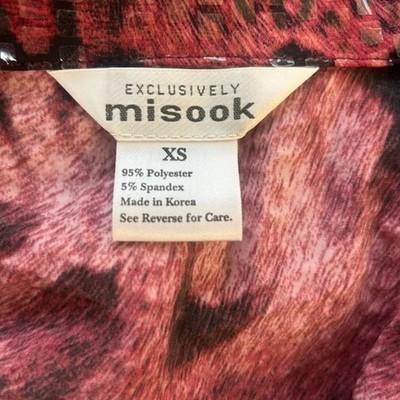 EXCLUSIVELY
misook
XS
95% Polyester
5% Spandex
Made in Korea
See Reverse for Care.